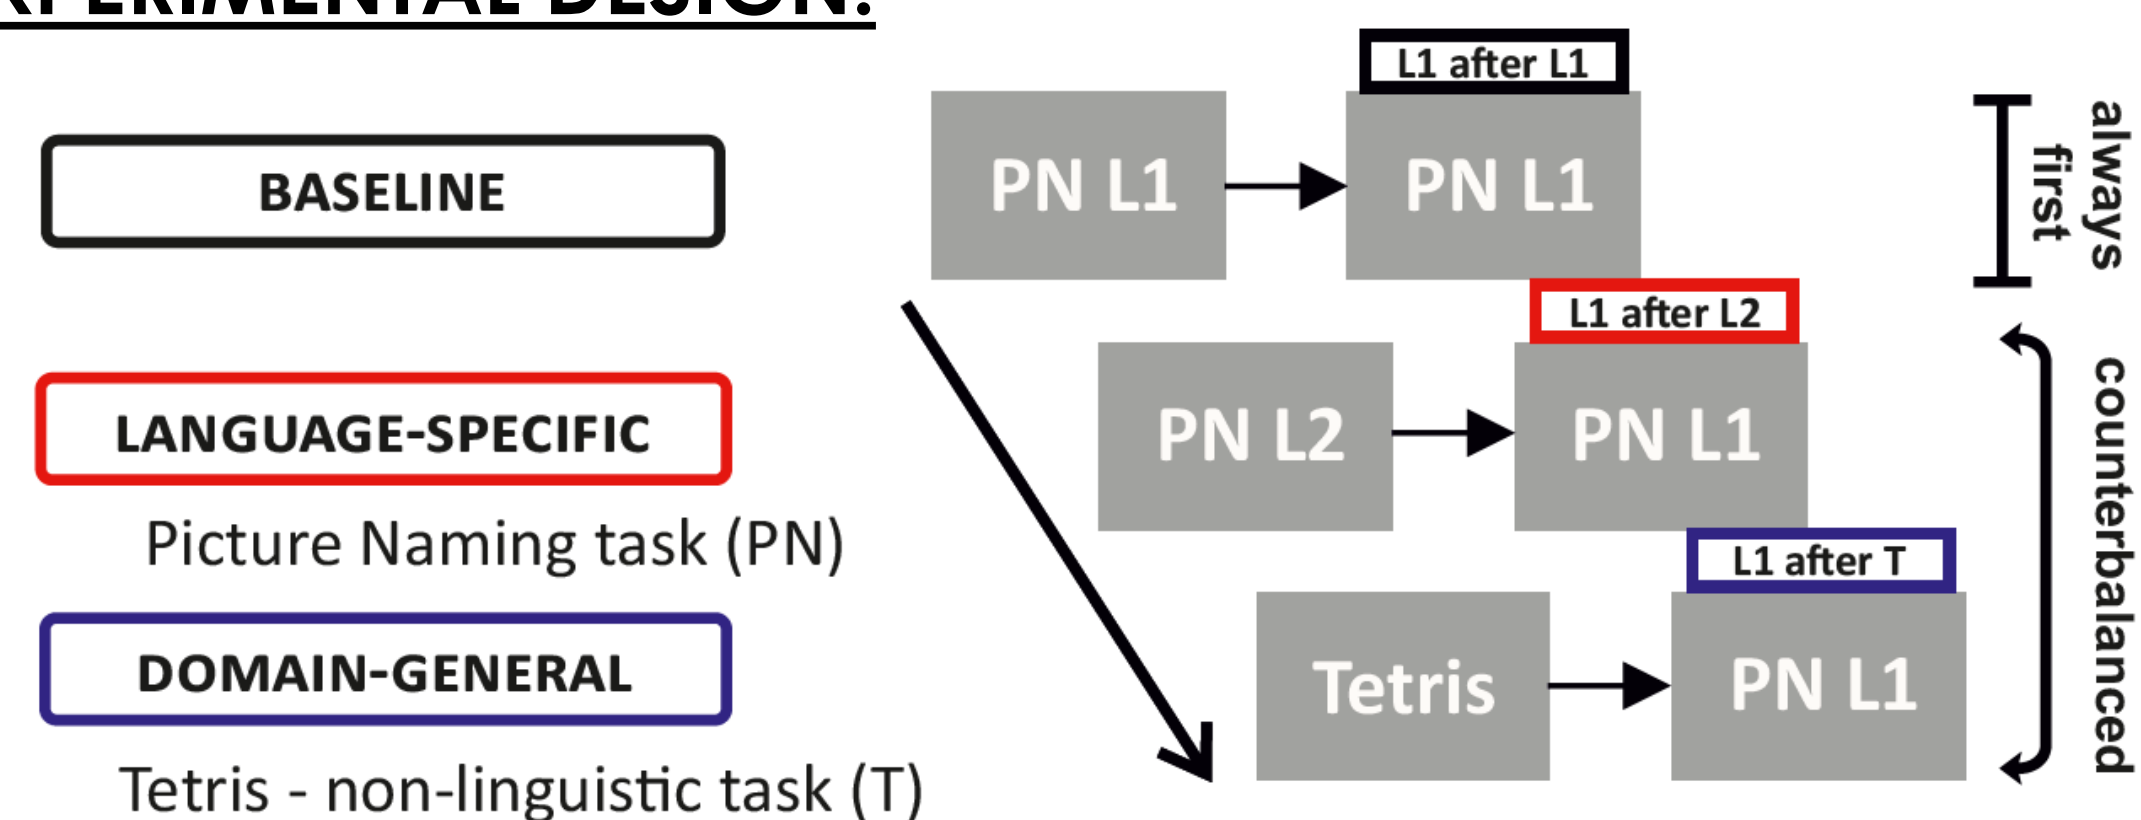 L1 after L1
BASELINE
PN L1
PN L1
always
first
L1 after L2
LANGUAGE-SPECIFIC
PN L2
PN L1
Picture Naming task (PN)
L1 after T
DOMAIN-GENERAL
Tetris
PN L1
counterbalanced
Tetris - non-linguistic task (T)